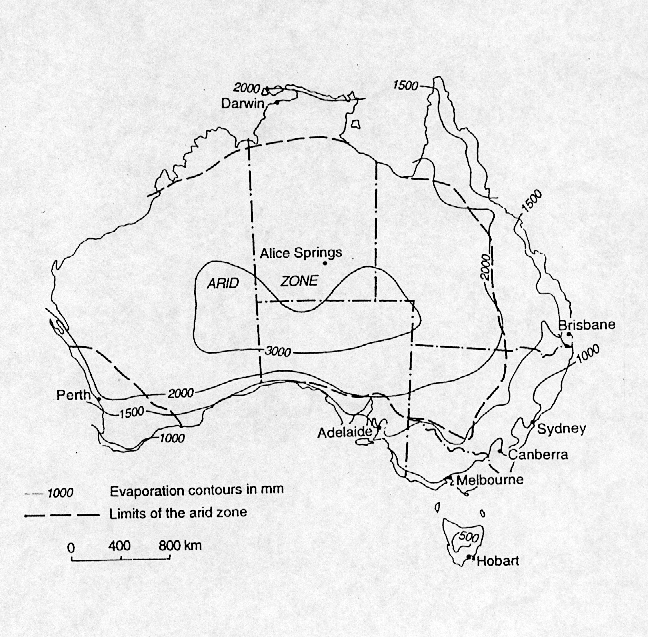 2000
Darwin
1500
1500
Alice Springs
ARID ZONE
2000
Brisbane
3000
1000
Perth
2000
1500
1000
Adelaide
Sydney
Canberra
Melbourne
1000 Evaporation contours in mm
Limits of the arid zone
0 400 800 km
500
Hobart